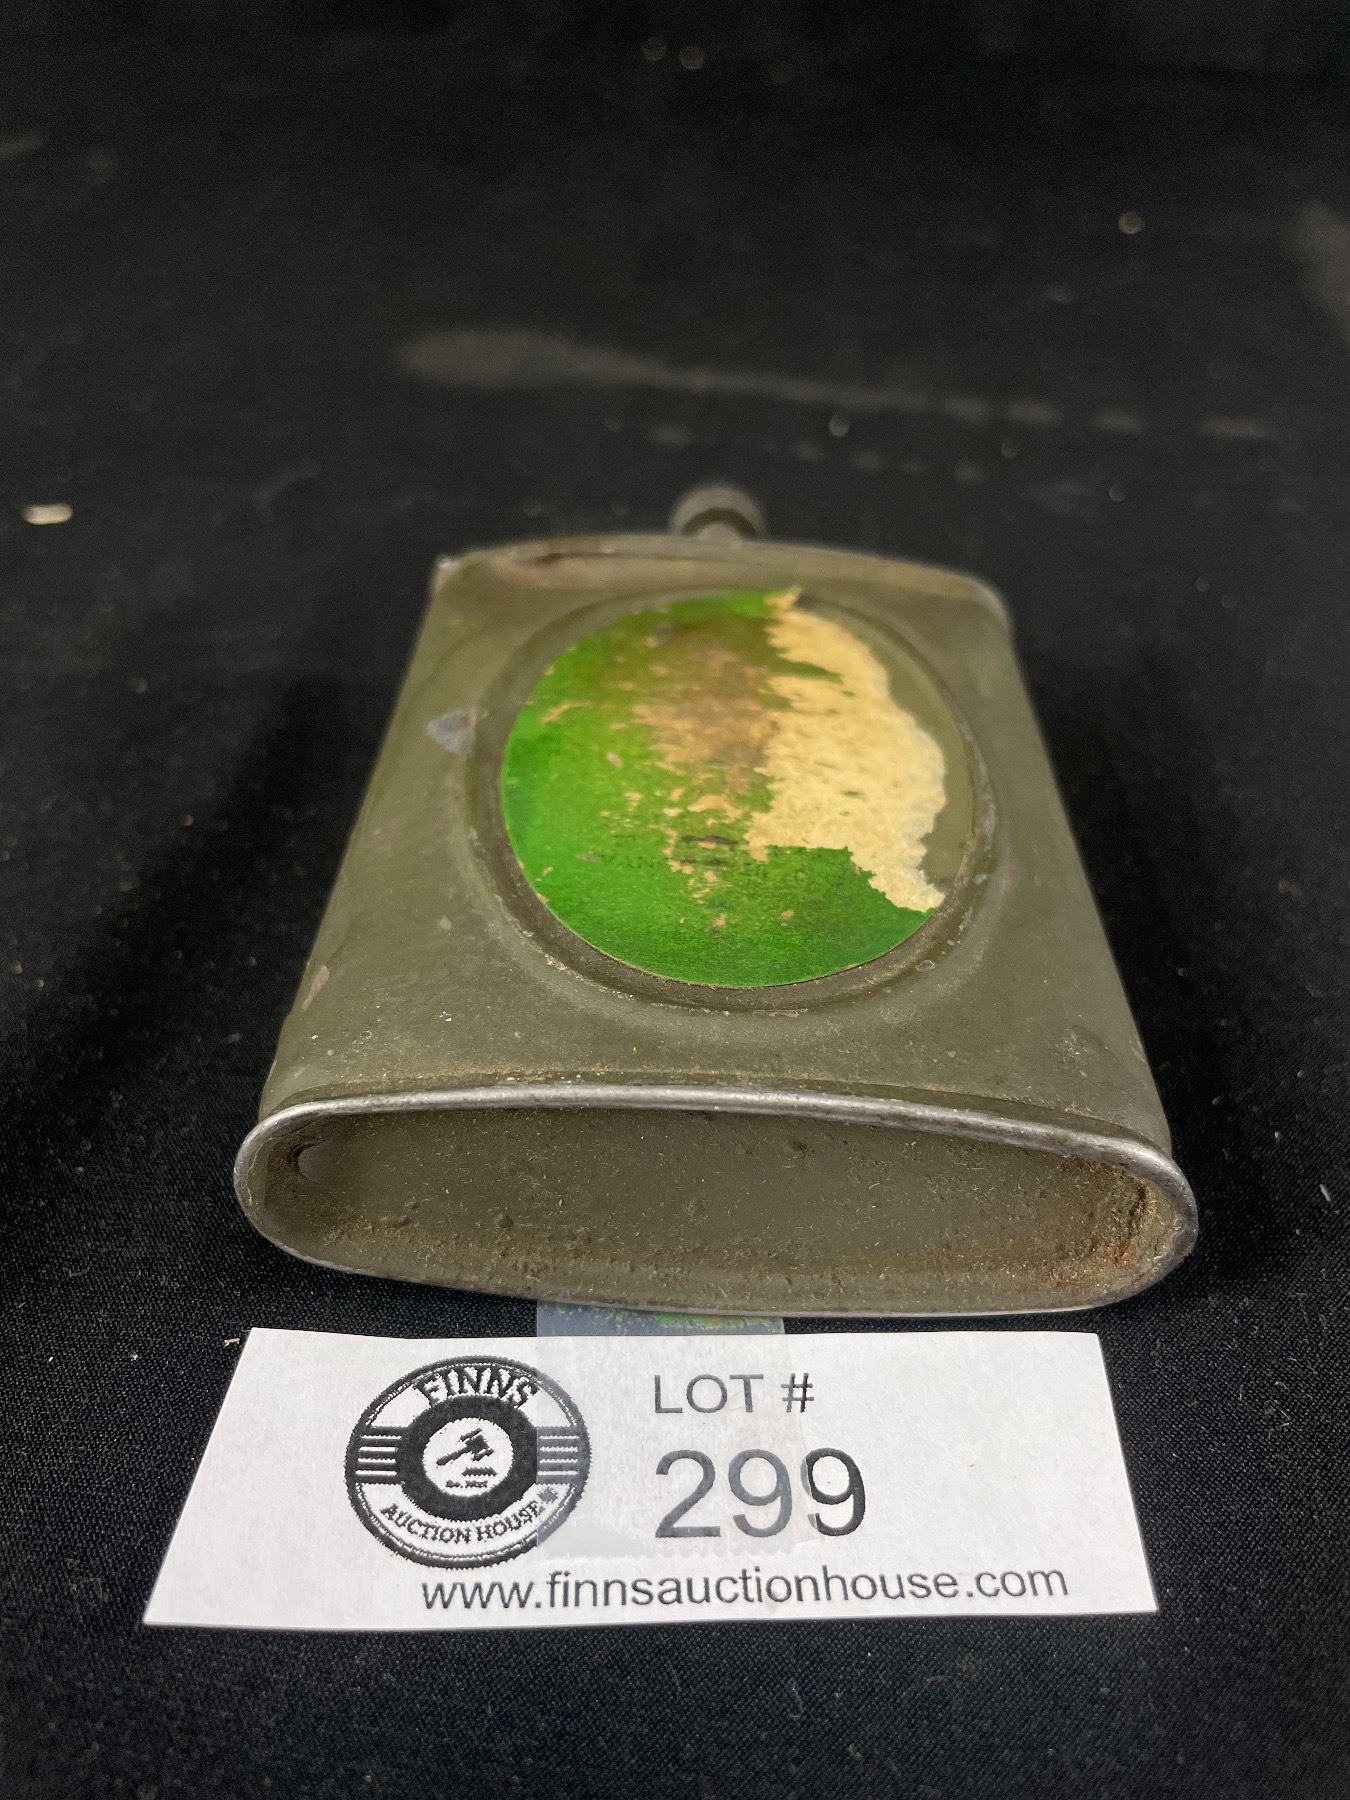 FINNS
AUCTION HOUSE
LOT #
299
www.finnsauctionhouse.com